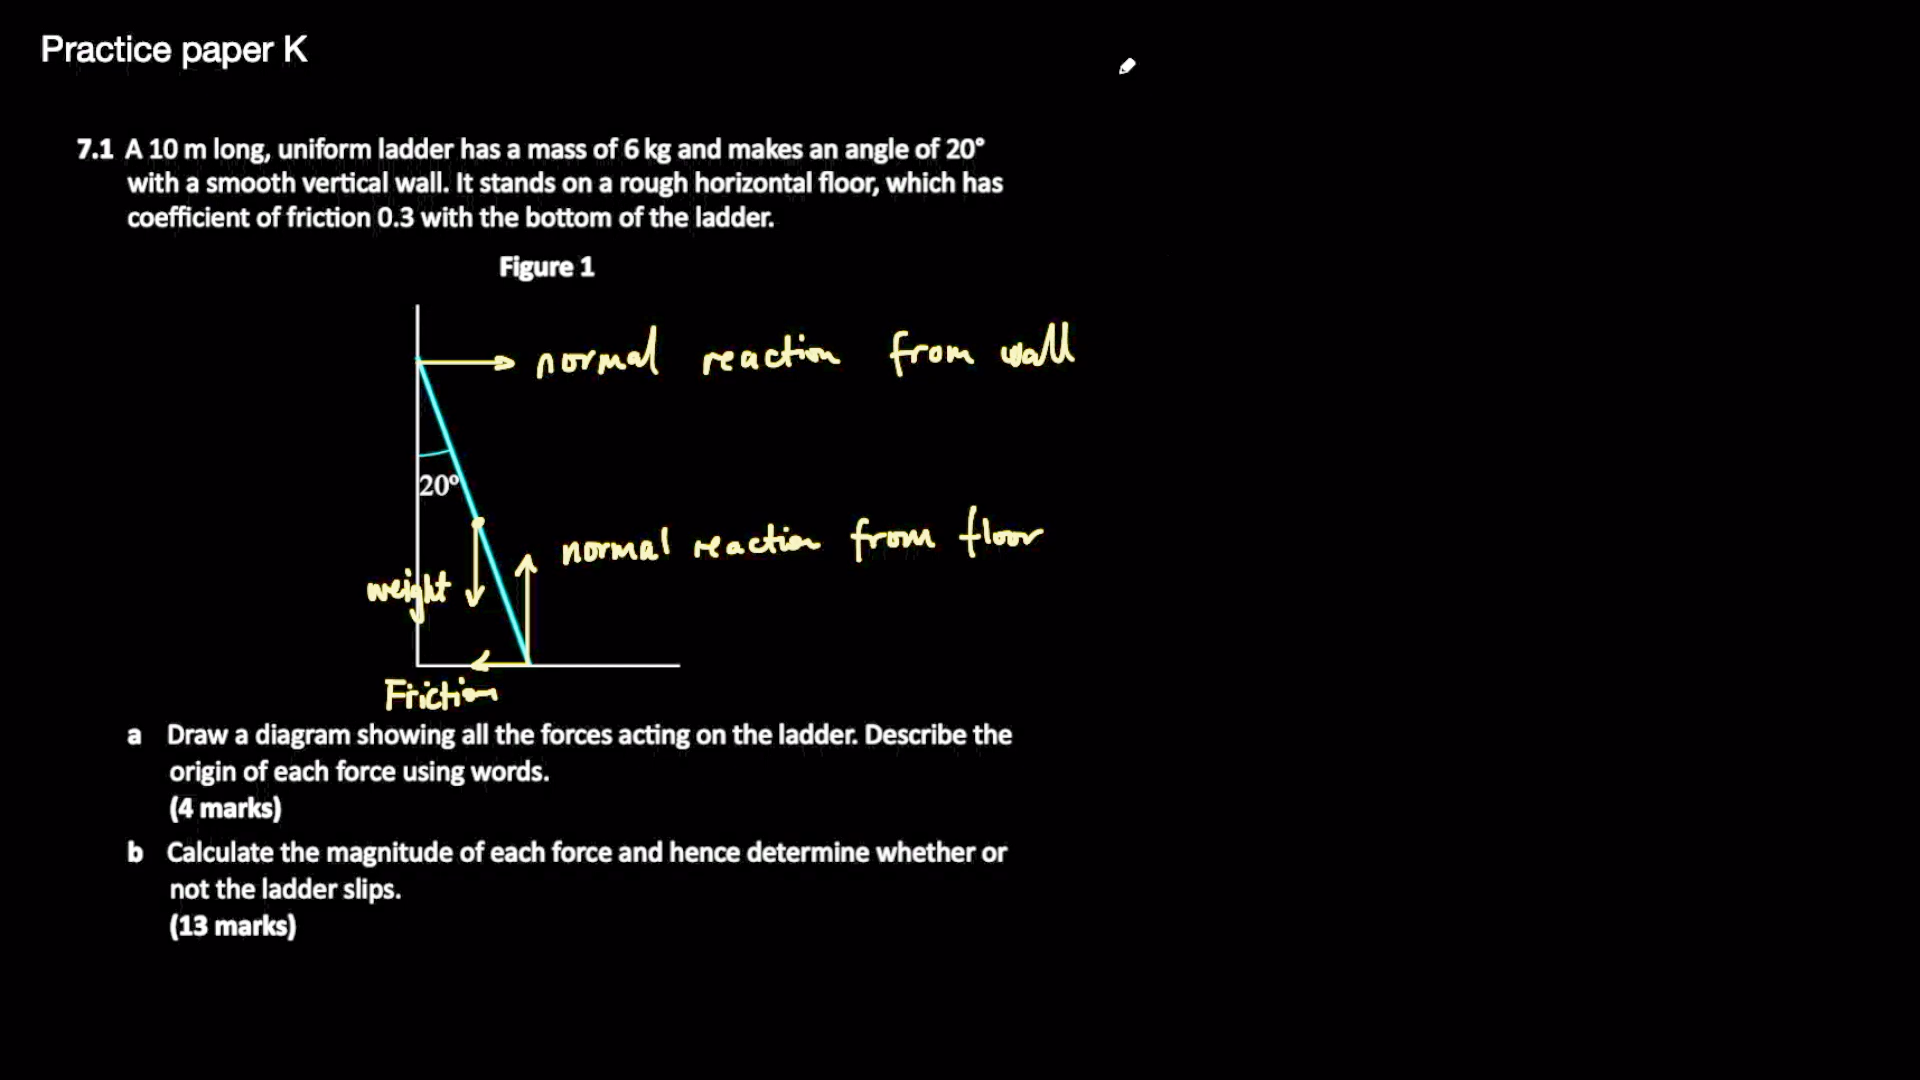 Practice paper K
7.1 A 10 m long, uniform ladder has a mass of 6 kg and makes an angle of 20°
with a smooth vertical wall. It stands on a rough horizontal floor, which has
coefficient of friction 0.3 with the bottom of the ladder.
Figure 1
normal reaction from wall
20°
normal reaction from floor
weight
Friction
a Draw a diagram showing all the forces acting on the ladder. Describe the
origin of each force using words.
(4 marks)
b Calculate the magnitude of each force and hence determine whether or
not the ladder slips.
(13 marks)